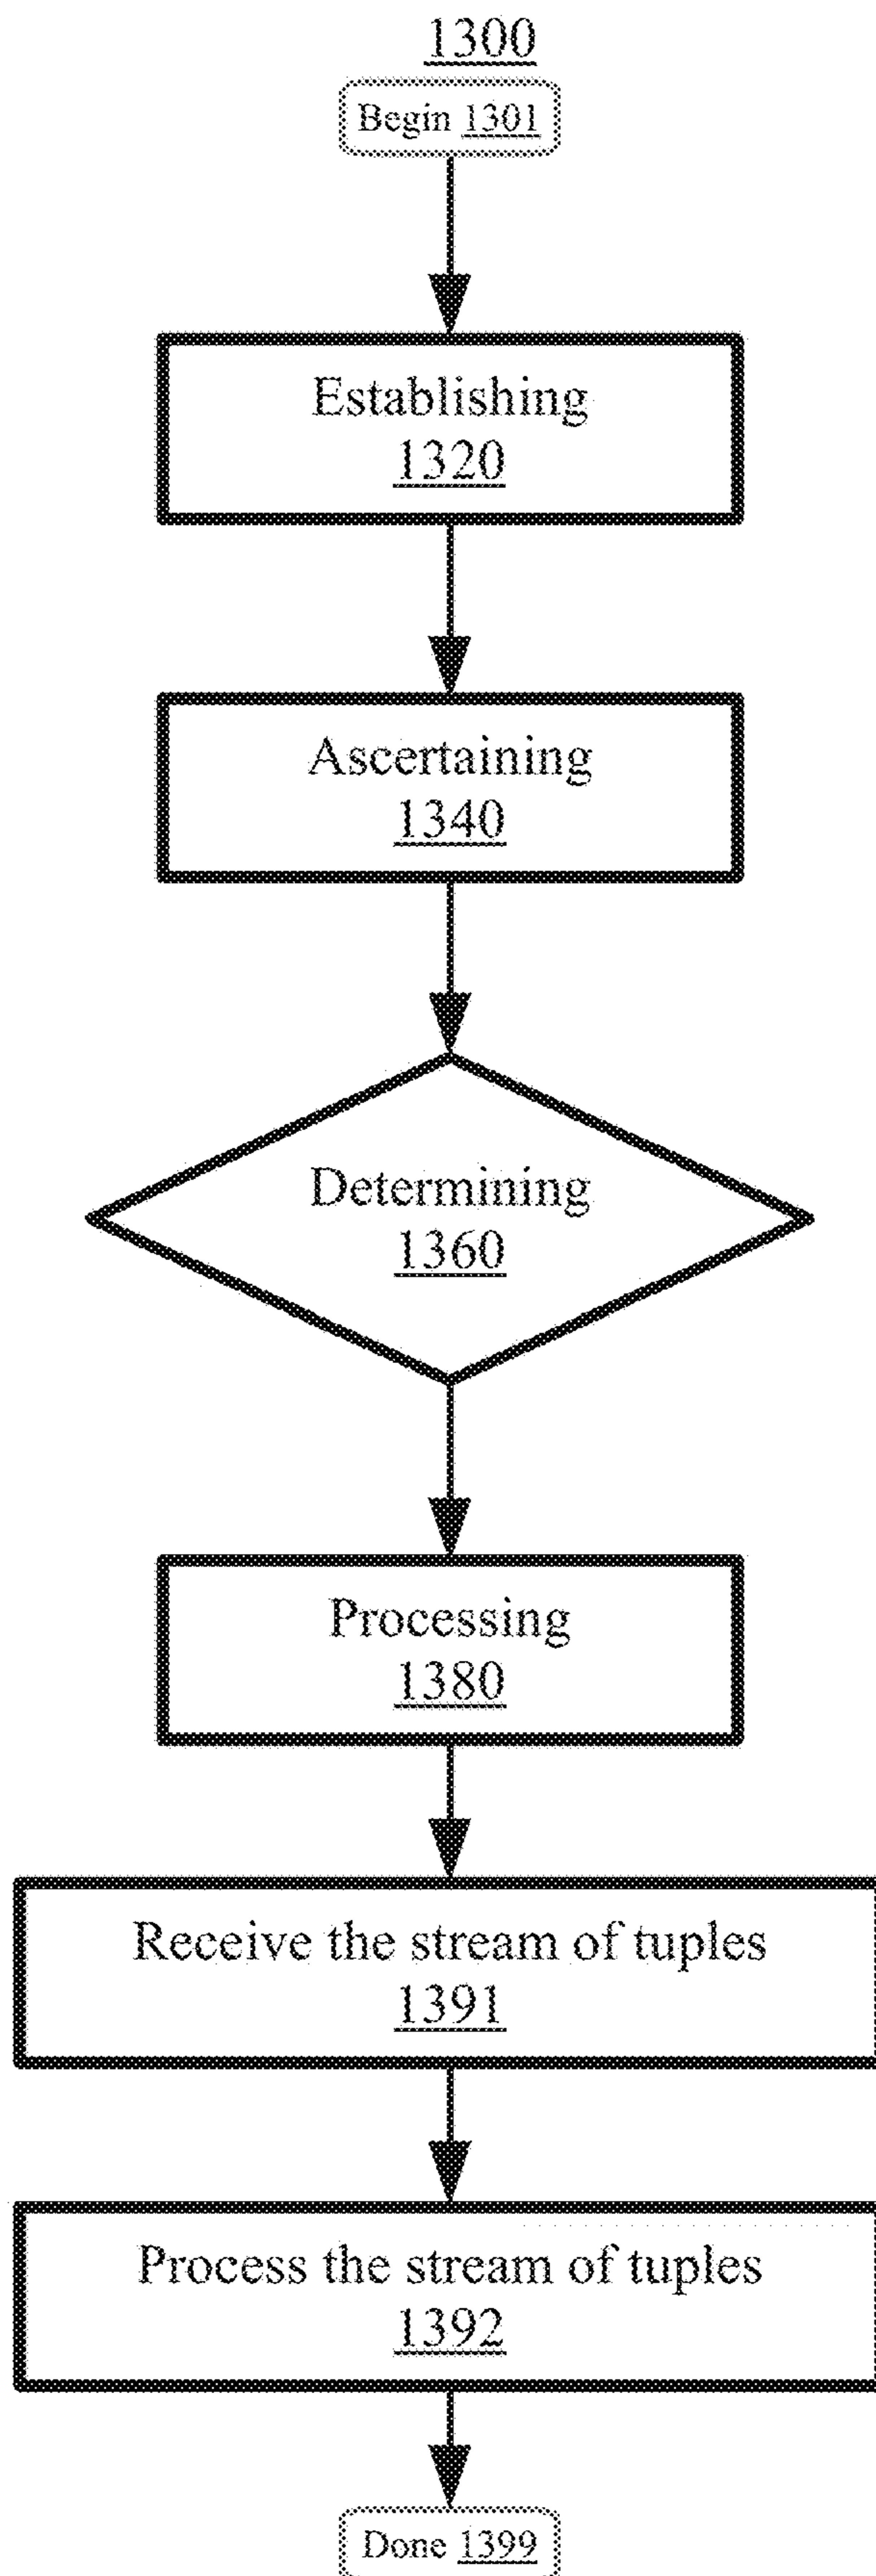 1300
Begin 1301
Establishing
1320
Ascertaining
1340
Determining
1360
Processing
1380
Receive the stream of tuples
1391
Process the stream of tuples
1392
Done 1399